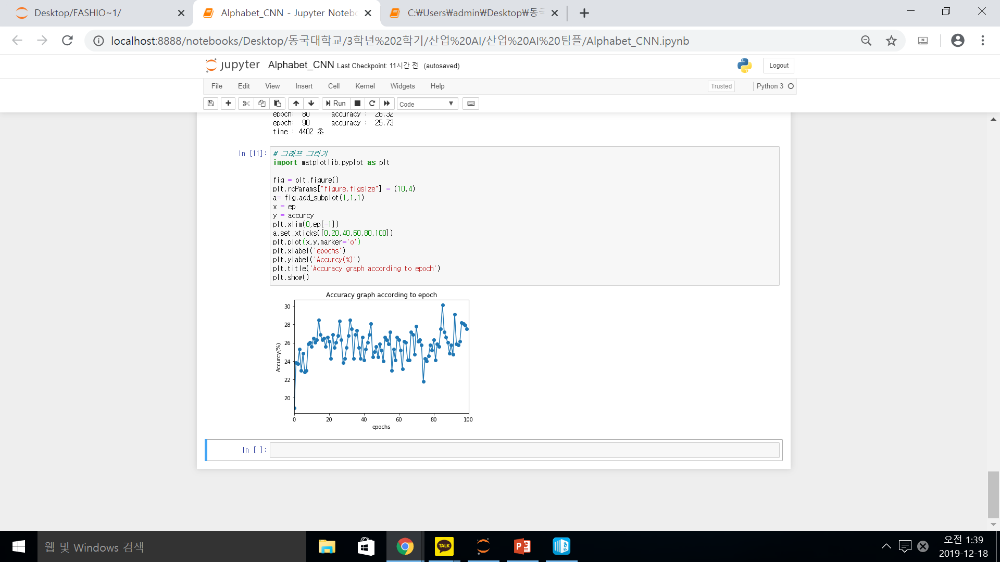 Desktop/FASHIO~1/
Alphabet_CNN - Jupyter Notebo
C:₩Users₩admin₩Desktop₩동국
localhost:8888/notebooks/Desktop/동국대학교/3학년%202학기/산업%20AI/산업%20AI%20팀플/Alphabet_CNN.ipynb
jupyter Alphabet_CNN Last Checkpoint: 11시간 전 (autosaved)
Logout
File Edit View Insert Cell Kernel Widgets Help
Trusted Python 3
Run Code
epoch: 80 accuracy : 26.32
epoch: 90 accuracy : 25.73
time : 4402 초
In [11]:
# 그래프 그리기
import matplotlib.pyplot as plt
fig = plt.figure()
plt.rcParams["figure.figsize"] = (10,4)
a= fig.add_subplot(1,1,1)
x = ep
y = accurcy
plt.xlim(0,ep[-1])
a.set_xticks([0,20,40,60,80,100])
plt.plot(x,y,marker='o')
plt.xlabel('epochs')
plt.ylabel('Accurcy(%)')
plt.title('Accuracy graph according to epoch')
plt.show()
Accuracy graph according to epoch
Accurcy(%)
30
28
26
24
22
20
0 20 40 60 80 100
epochs
In [ ]:
웹 및 Windows 검색
TALK
오전 1:39
2019-12-18